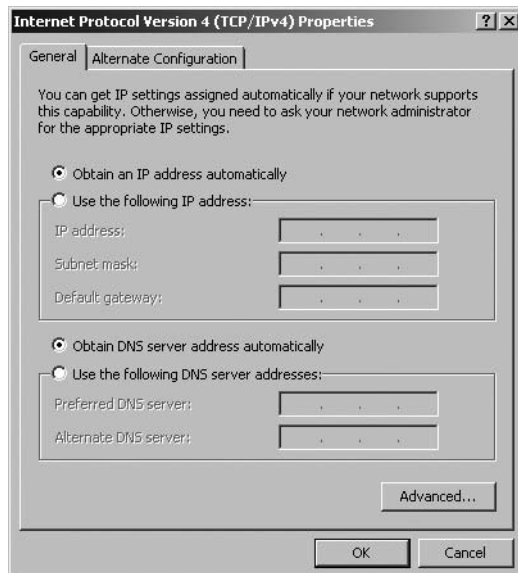 Internet Protocol Version 4 (TCP/IPv4) Properties
General
Alternate Configuration
You can get IP settings assigned automatically if your network supports
this capability. Otherwise, you need to ask your network administrator
for the appropriate IP settings.
Obtain an IP address automatically
Use the following IP address:
IP address:
Subnet mask:
Default gateway:
Obtain DNS server address automatically
Use the following DNS server addresses:
Preferred DNS server:
Alternate DNS server:
Advanced...
OK
Cancel